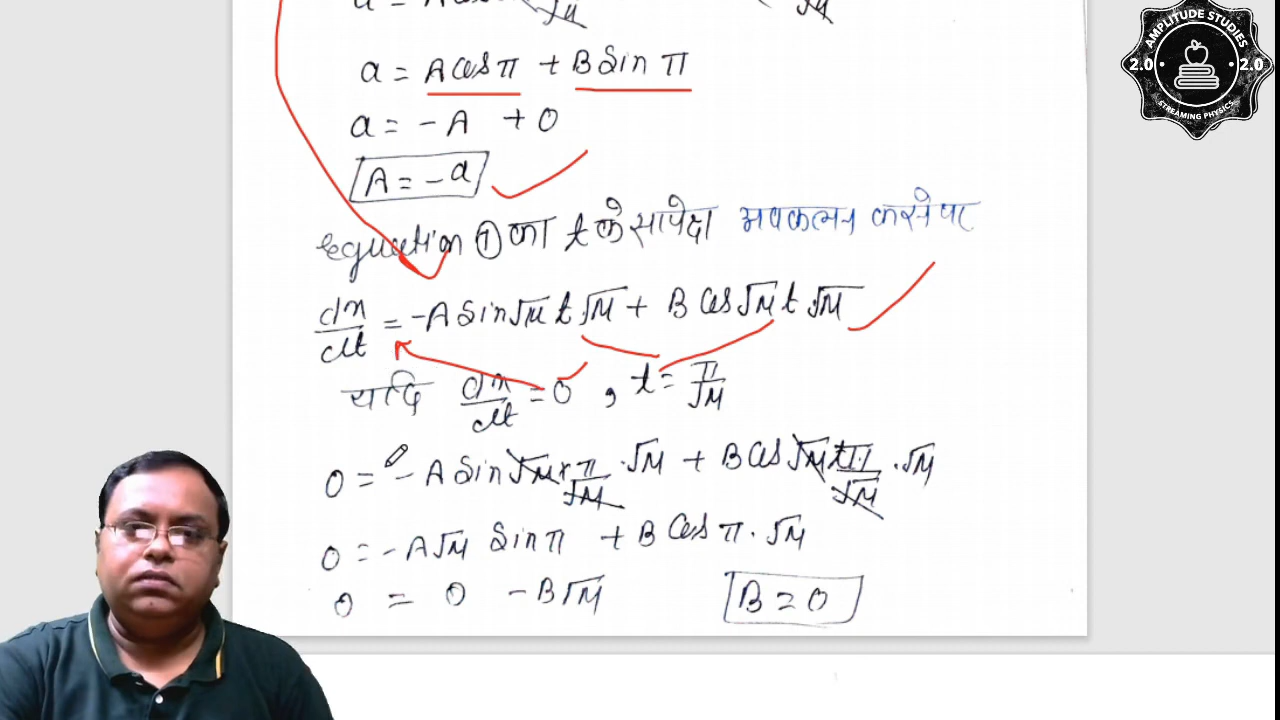 a = A cos π + B Sin π
a = -A + 0
A = -a
equation ① का t के सापेक्ष अवकलन करने पर
dx/dt = -A Sin √μ t √μ + B Cos √μ t √μ
यदि dx/dt = 0 , t = π/√μ
0 = - A Sin √μ × π/√μ . √μ + B Cos √μ × π/√μ . √μ
0 = - A√μ Sin π + B Cos π . √μ
0 = 0 - B√μ B = 0
AMPLITUDE STUDIES
2.0 2.0
STREAMING PHYSICS